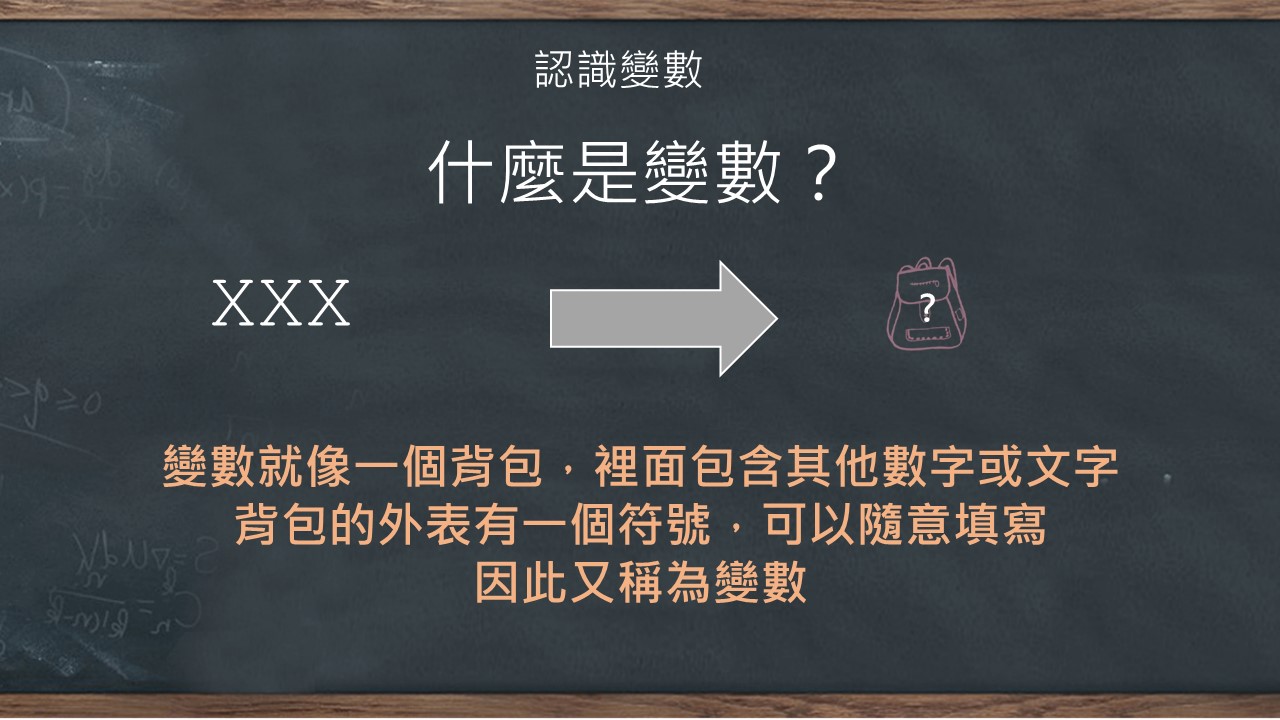 認識變數
什麼是變數？
XXX
?
變數就像一個背包，裡面包含其他數字或文字
背包的外表有一個符號，可以隨意填寫
因此又稱為變數